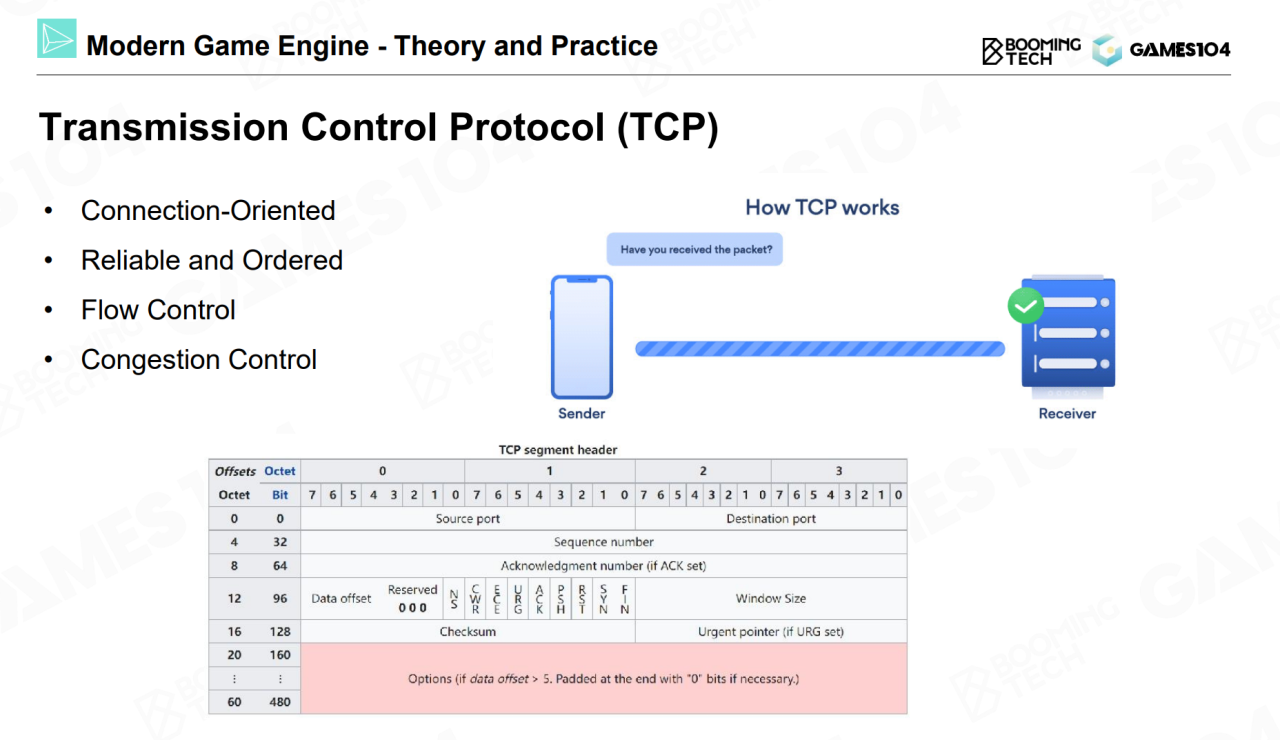 Modern Game Engine - Theory and Practice
BOOMING
TECH
GAMES104
Transmission Control Protocol (TCP)
• Connection-Oriented
• Reliable and Ordered
• Flow Control
• Congestion Control
How TCP works
Have you received the packet?
Sender
Receiver
TCP segment header
Offsets Octet 0 1 2 3
Octet Bit 7 6 5 4 3 2 1 0 7 6 5 4 3 2 1 0 7 6 5 4 3 2 1 0 7 6 5 4 3 2 1 0
0 0 Source port Destination port
4 32 Sequence number
8 64 Acknowledgment number (if ACK set)
12 96 Data offset Reserved 0 0 0 NS CWR ECE URG ACK PSH RST SYN FIN Window Size
16 128 Checksum Urgent pointer (if URG set)
20 160
⋮ ⋮ Options (if data offset > 5. Padded at the end with "0" bits if necessary.)
60 480